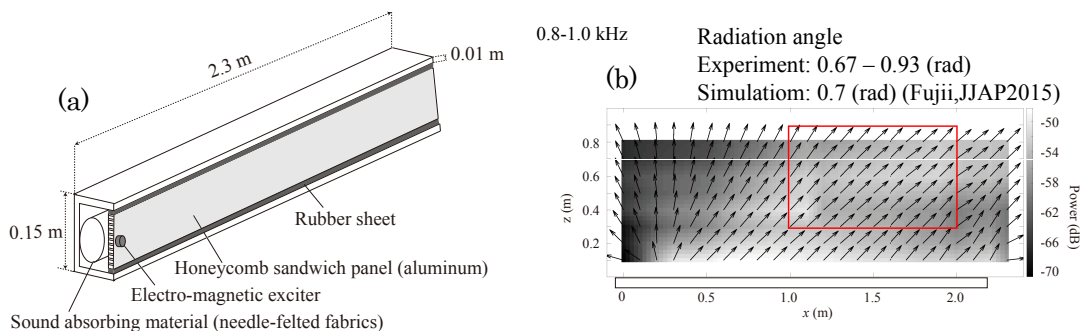 (a)
2.3 m
0.01 m
0.15 m
Rubber sheet
Honeycomb sandwich panel (aluminum)
Electro-magnetic exciter
Sound absorbing material (needle-felted fabrics)
0.8-1.0 kHz
Radiation angle
Experiment: 0.67 – 0.93 (rad)
Simulatiom: 0.7 (rad) (Fujii,JJAP2015)
(b)
z (m)
0.8
0.6
0.4
0.2
0
0.5
1.0
1.5
2.0
x (m)
-50
-54
-58
-62
-66
-70
Power (dB)